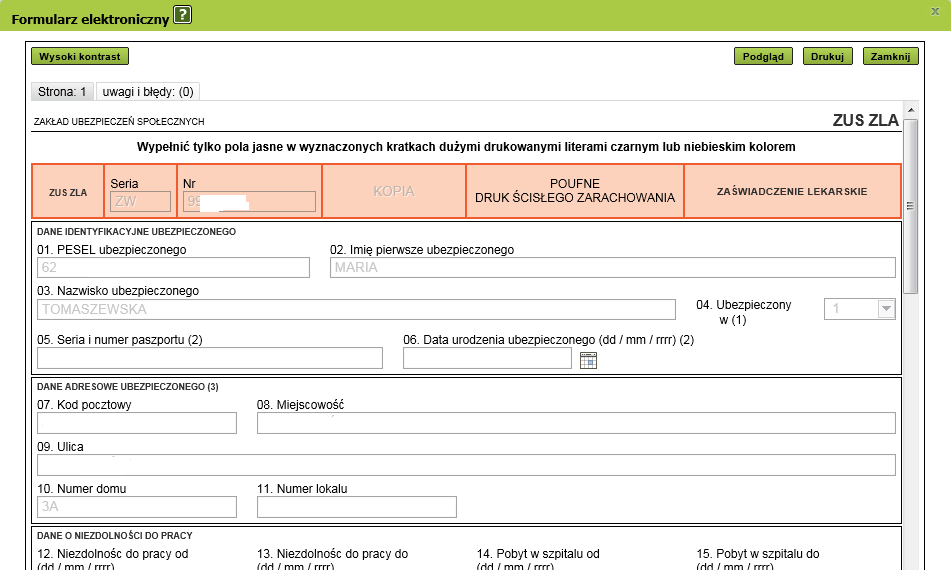 Formularz elektroniczny ?
x
Wysoki kontrast Podgląd Drukuj Zamknij
Strona: 1 uwagi i błędy: (0)
ZAKŁAD UBEZPIECZEŃ SPOŁECZNYCH ZUS ZLA
Wypełnić tylko pola jasne w wyznaczonych kratkach dużymi drukowanymi literami czarnym lub niebieskim kolorem
ZUS ZLA
Seria
ZW
Nr
99
KOPIA
POUFNE
DRUK ŚCISŁEGO ZARACHOWANIA
ZAŚWIADCZENIE LEKARSKIE
DANE IDENTYFIKACYJNE UBEZPIECZONEGO
01. PESEL ubezpieczonego 02. Imię pierwsze ubezpieczonego
62 MARIA
03. Nazwisko ubezpieczonego
TOMASZEWSKA
04. Ubezpieczony
w (1)
1
05. Seria i numer paszportu (2) 06. Data urodzenia ubezpieczonego (dd / mm / rrrr) (2)
DANE ADRESOWE UBEZPIECZONEGO (3)
07. Kod pocztowy 08. Miejscowość
09. Ulica
10. Numer domu 11. Numer lokalu
3A
DANE O NIEZDOLNOŚCI DO PRACY
12. Niezdolność do pracy od 13. Niezdolność do pracy do 14. Pobyt w szpitalu od 15. Pobyt w szpitalu do
(dd / mm / rrrr) (dd / mm / rrrr) (dd / mm / rrrr) (dd / mm / rrrr)